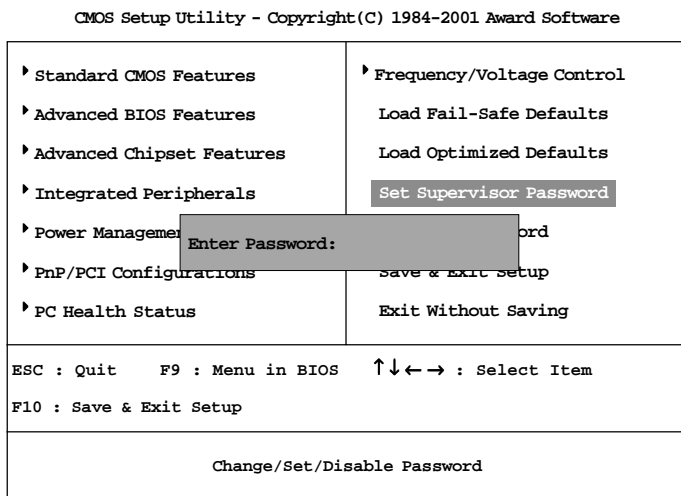 CMOS Setup Utility - Copyright(C) 1984-2001 Award Software
Standard CMOS Features
Advanced BIOS Features
Advanced Chipset Features
Integrated Peripherals
Power Managemen
PnP/PCI Configurations
PC Health Status
Frequency/Voltage Control
Load Fail-Safe Defaults
Load Optimized Defaults
Set Supervisor Password
ord
Save & Exit Setup
Exit Without Saving
Enter Password:
ESC : Quit F9 : Menu in BIOS ↑↓←→ : Select Item
F10 : Save & Exit Setup
Change/Set/Disable Password